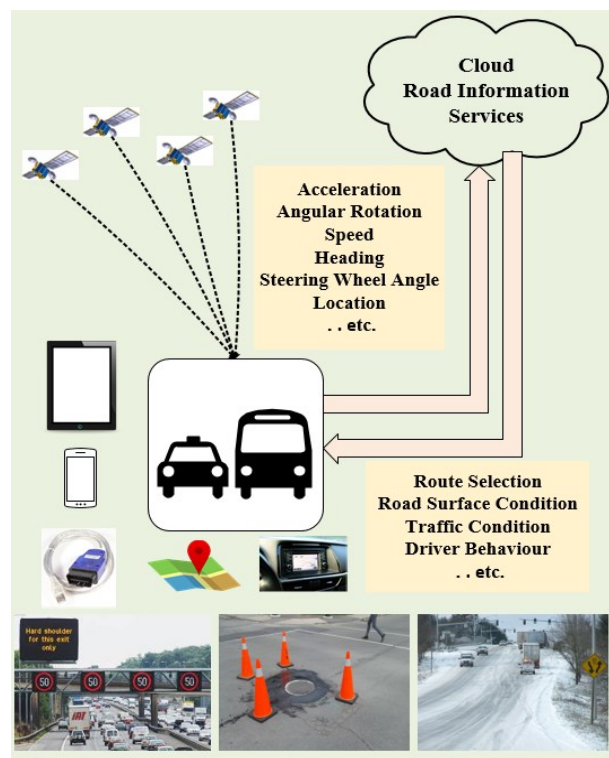 Cloud
Road Information
Services
Acceleration
Angular Rotation
Speed
Heading
Steering Wheel Angle
Location
. . etc.
Route Selection
Road Surface Condition
Traffic Condition
Driver Behaviour
. . etc.
Hard shoulder
for this exit
only
50 50 50 50